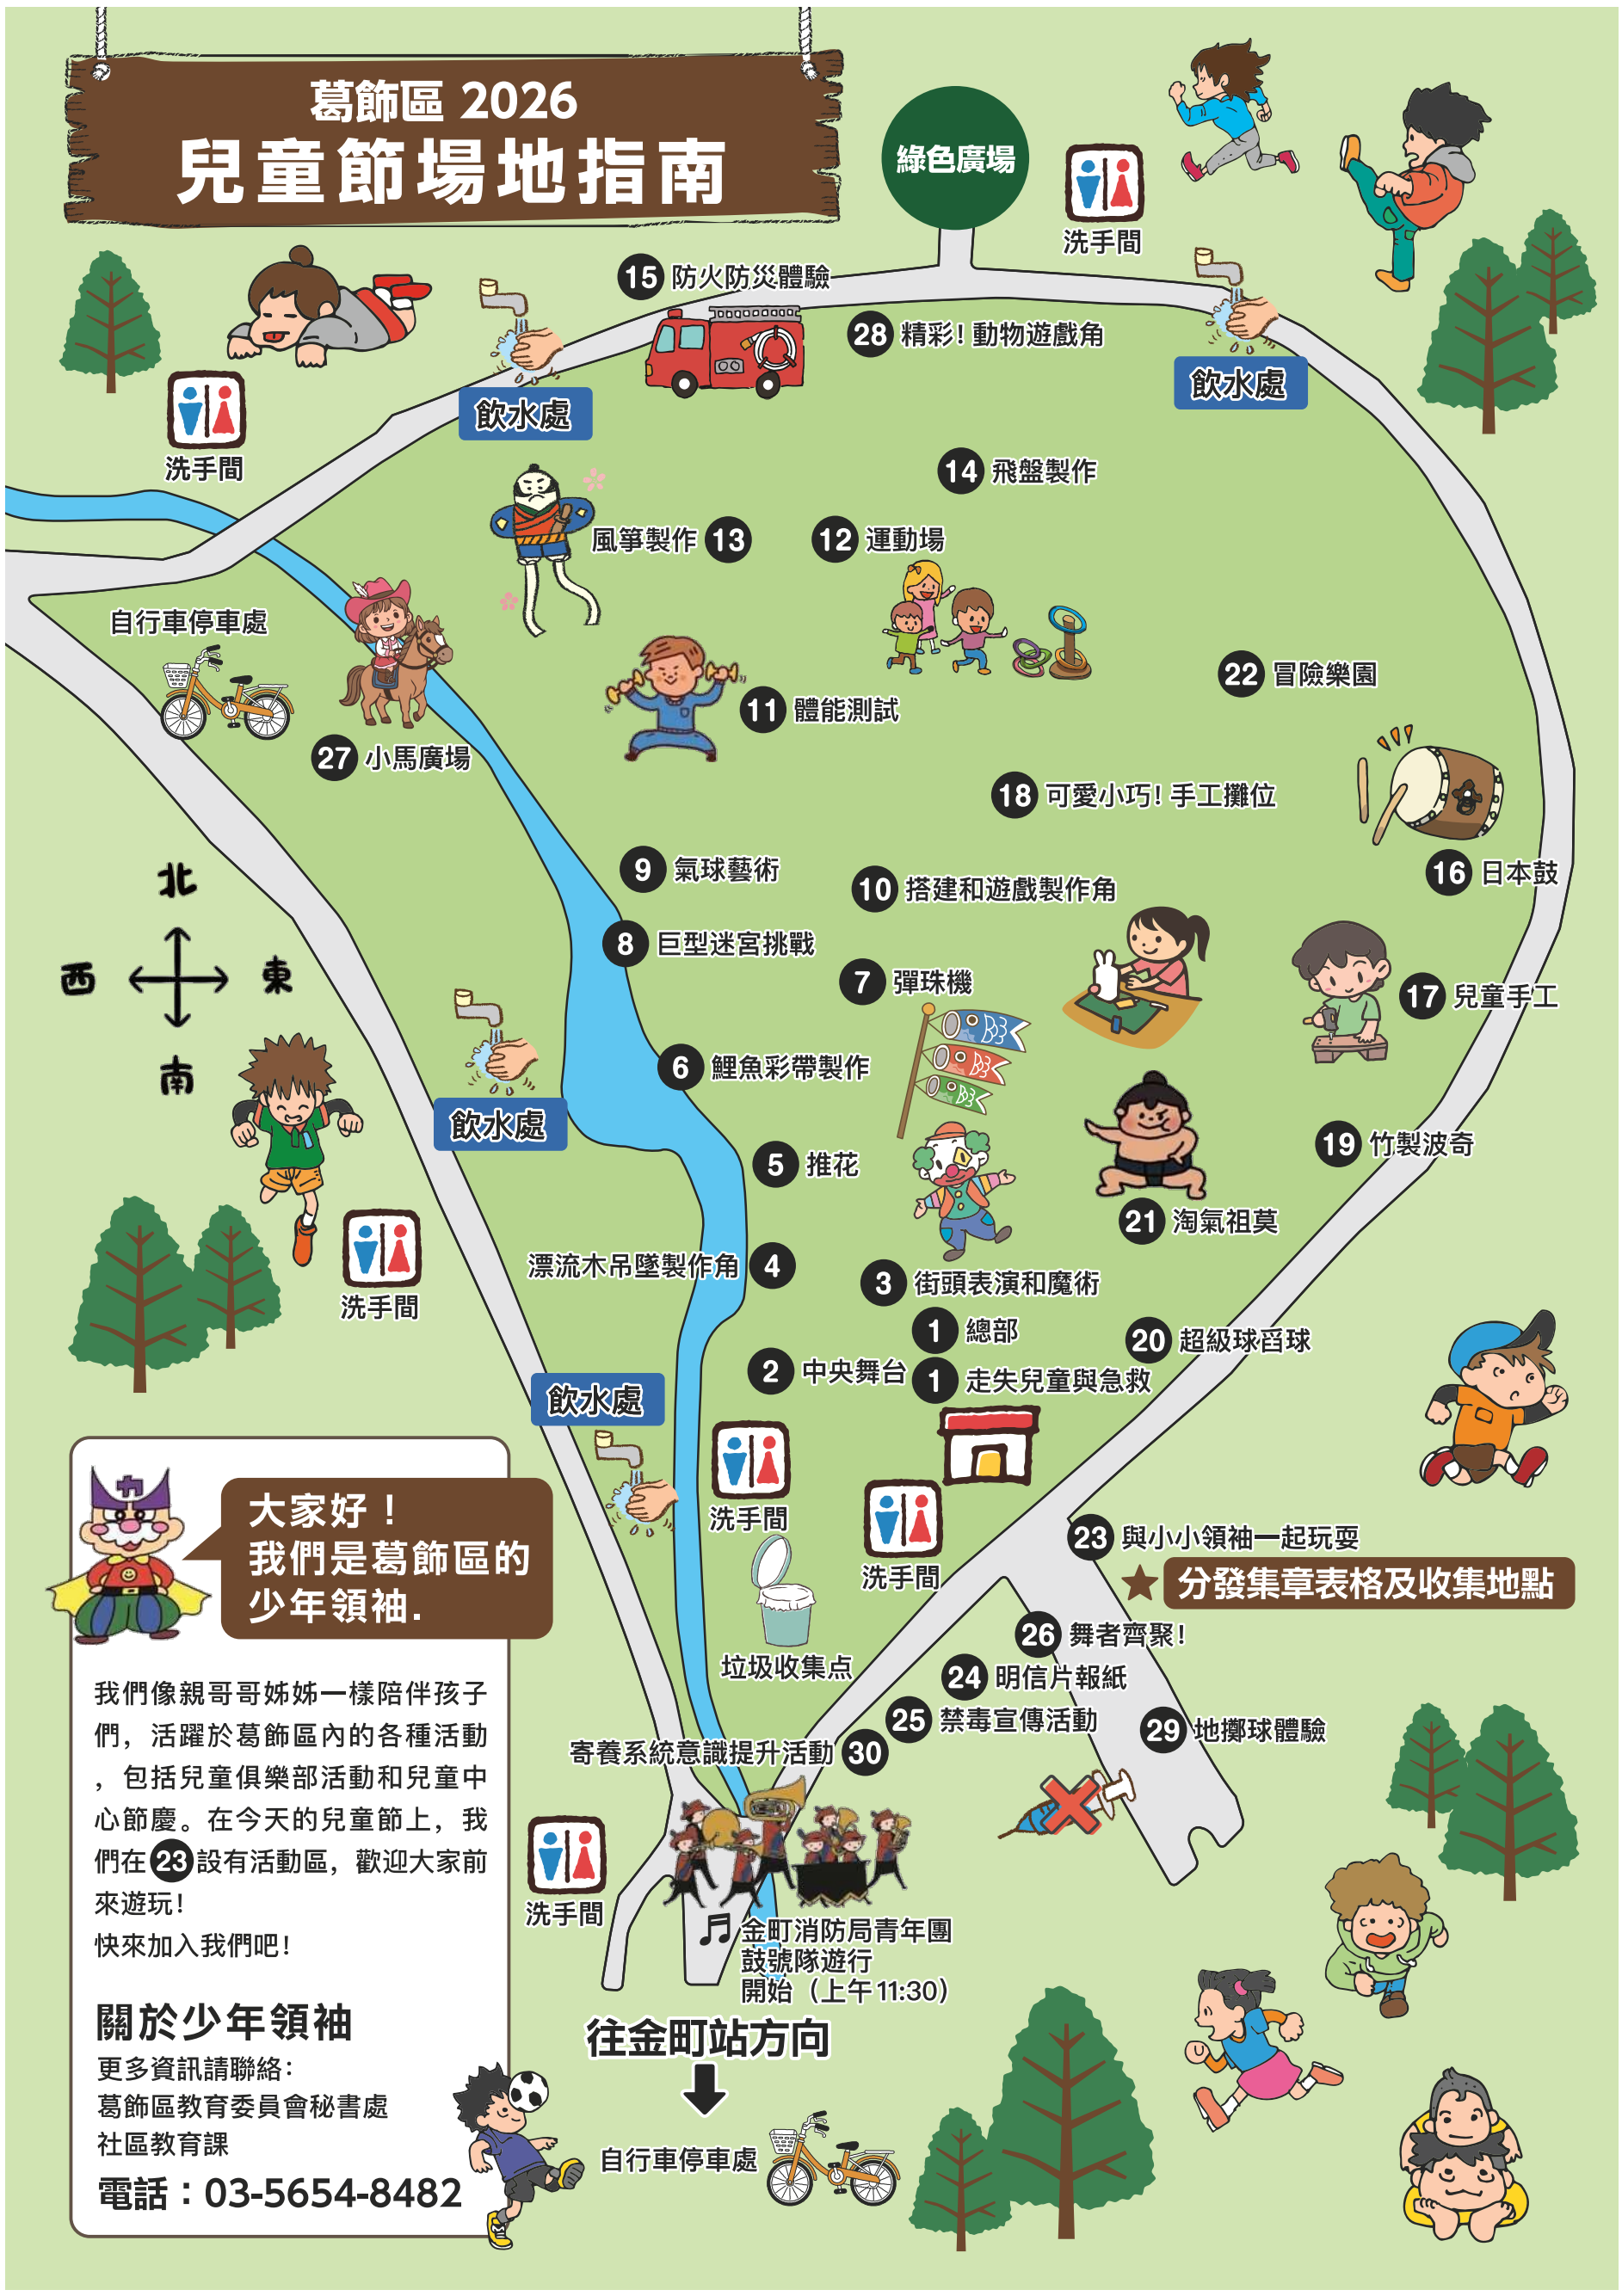 葛飾區 2026
兒童節場地指南
綠色廣場
洗手間
15 防火防災體驗
28 精彩！動物遊戲角
飲水處
飲水處
洗手間
14 飛盤製作
風箏製作 13
12 運動場
自行車停車處
22 冒險樂園
11 體能測試
27 小馬廣場
18 可愛小巧！手工攤位
9 氣球藝術
16 日本鼓
10 搭建和遊戲製作角
北
西
東
南
8 巨型迷宮挑戰
7 彈珠機
17 兒童手工
6 鯉魚彩帶製作
飲水處
19 竹製波奇
5 推花
21 淘氣祖莫
漂流木吊墜製作角 4
3 街頭表演和魔術
洗手間
1 總部
20 超級球舀球
2 中央舞台
1 走失兒童與急救
飲水處
洗手間
洗手間
23 與小小領袖一起玩耍
★ 分發集章表格及收集地點
26 舞者齊聚！
垃圾收集点
24 明信片報紙
25 禁毒宣傳活動
29 地擲球體驗
寄養系統意識提升活動 30
洗手間
金町消防局青年團
鼓號隊遊行
開始（上午11:30）
往金町站方向
自行車停車處
大家好！
我們是葛飾區的
少年領袖.
我們像親哥哥姊姊一樣陪伴孩子
們，活躍於葛飾區內的各種活動
，包括兒童俱樂部活動和兒童中
心節慶。在今天的兒童節上，我
們在23設有活動區，歡迎大家前
來遊玩！
快來加入我們吧！
關於少年領袖
更多資訊請聯絡：
葛飾區教育委員會秘書處
社區教育課
電話：03-5654-8482